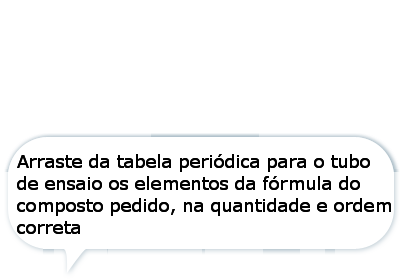 Arraste da tabela periódica para o tubo
de ensaio os elementos da fórmula do
composto pedido, na quantidade e ordem
correta